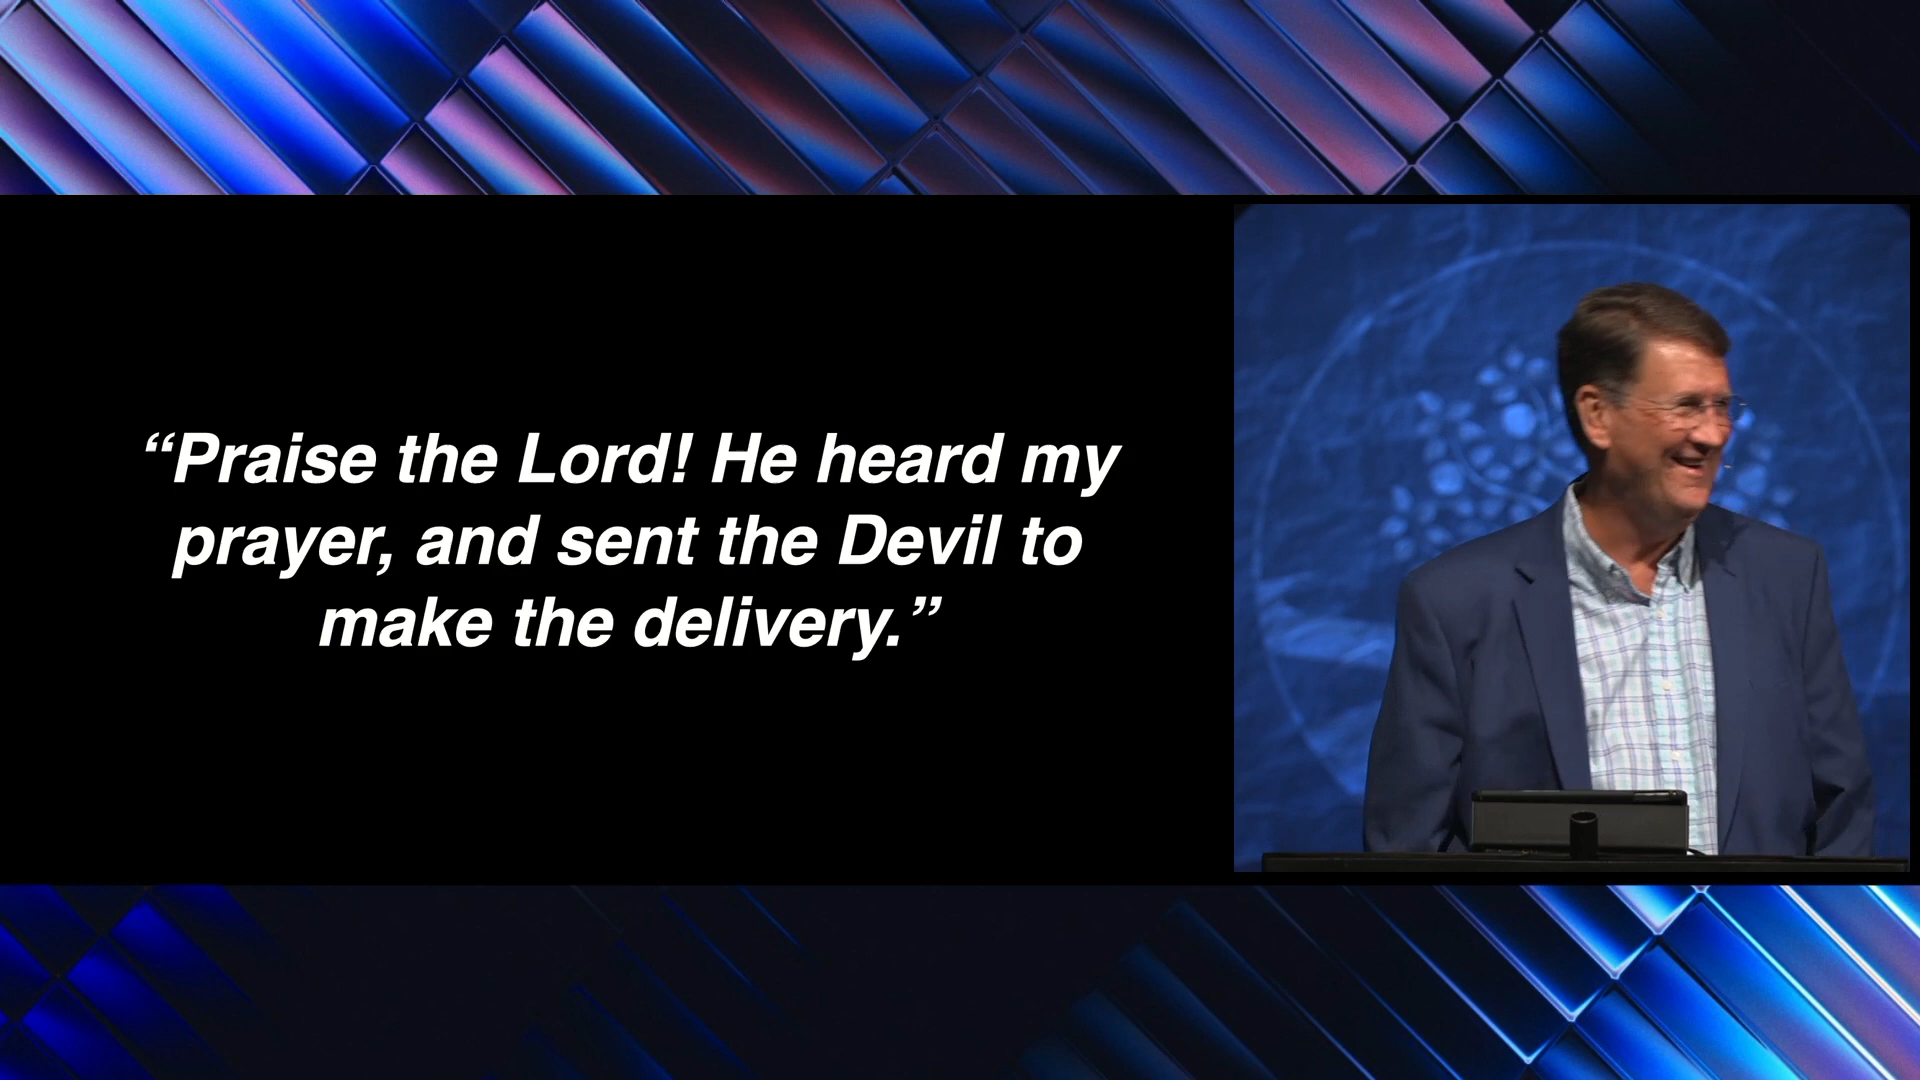 “Praise the Lord! He heard my
prayer, and sent the Devil to
make the delivery.”